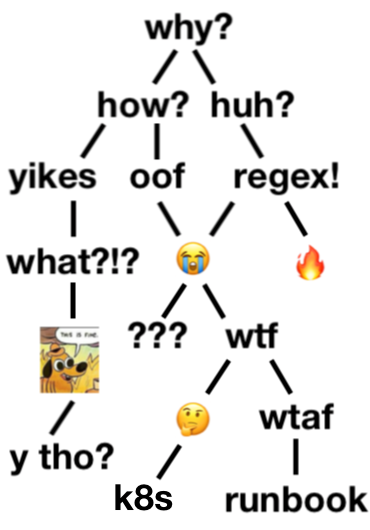 why?
how? huh?
yikes oof regex!
what?!? 😭 🔥
THIS IS FINE.
??? wtf
🤔 wtaf
y tho?
k8s runbook